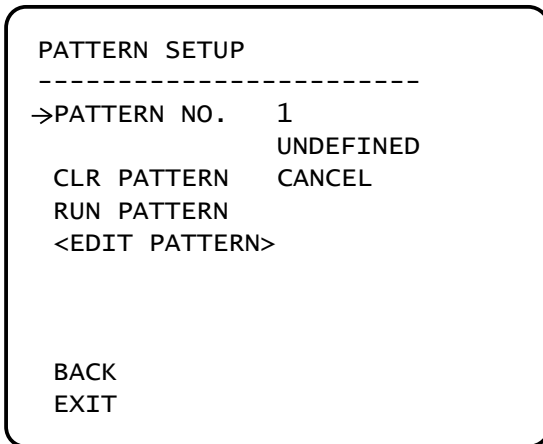 PATTERN SETUP
------------------------
→PATTERN NO. 1
UNDEFINED
CLR PATTERN CANCEL
RUN PATTERN
<EDIT PATTERN>
BACK
EXIT